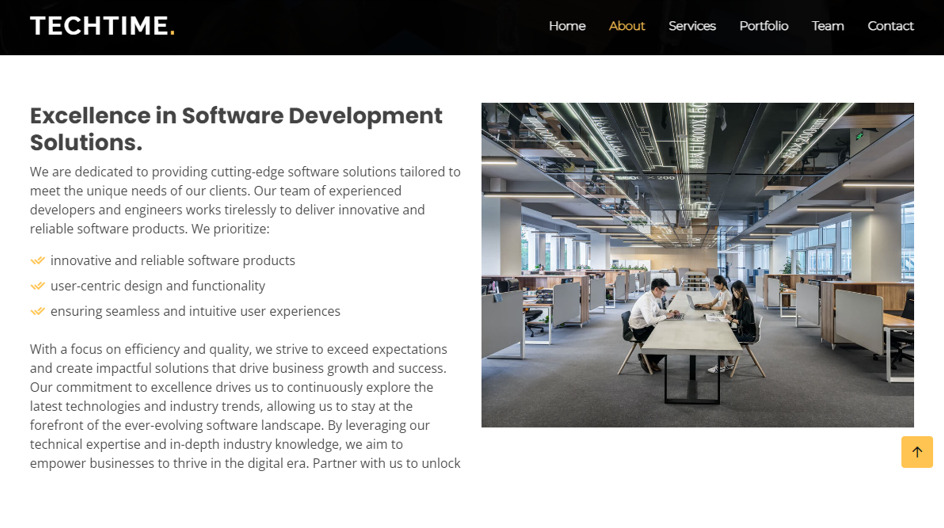 TECHTIME.
Home About Services Portfolio Team Contact
Excellence in Software Development
Solutions.
We are dedicated to providing cutting-edge software solutions tailored to
meet the unique needs of our clients. Our team of experienced
developers and engineers works tirelessly to deliver innovative and
reliable software products. We prioritize:
innovative and reliable software products
user-centric design and functionality
ensuring seamless and intuitive user experiences
With a focus on efficiency and quality, we strive to exceed expectations
and create impactful solutions that drive business growth and success.
Our commitment to excellence drives us to continuously explore the
latest technologies and industry trends, allowing us to stay at the
forefront of the ever-evolving software landscape. By leveraging our
technical expertise and in-depth industry knowledge, we aim to
empower businesses to thrive in the digital era. Partner with us to unlock